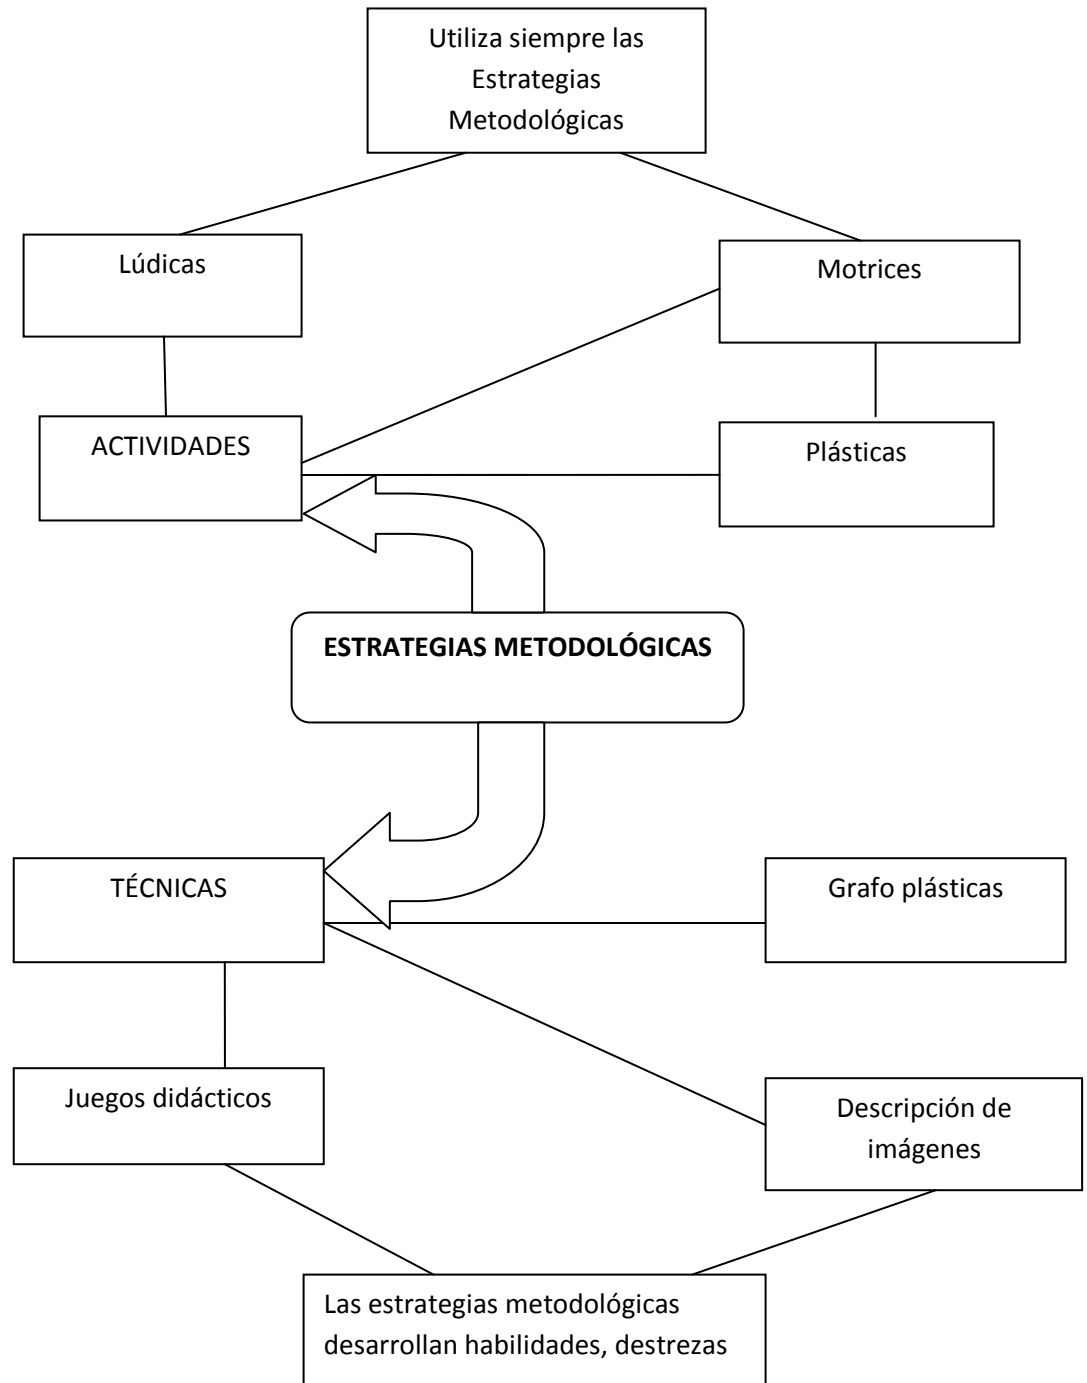 Utiliza siempre las
Estrategias
Metodológicas
Lúdicas
Motrices
ACTIVIDADES
Plásticas
ESTRATEGIAS METODOLÓGICAS
TÉCNICAS
Grafo plásticas
Juegos didácticos
Descripción de
imágenes
Las estrategias metodológicas
desarrollan habilidades, destrezas